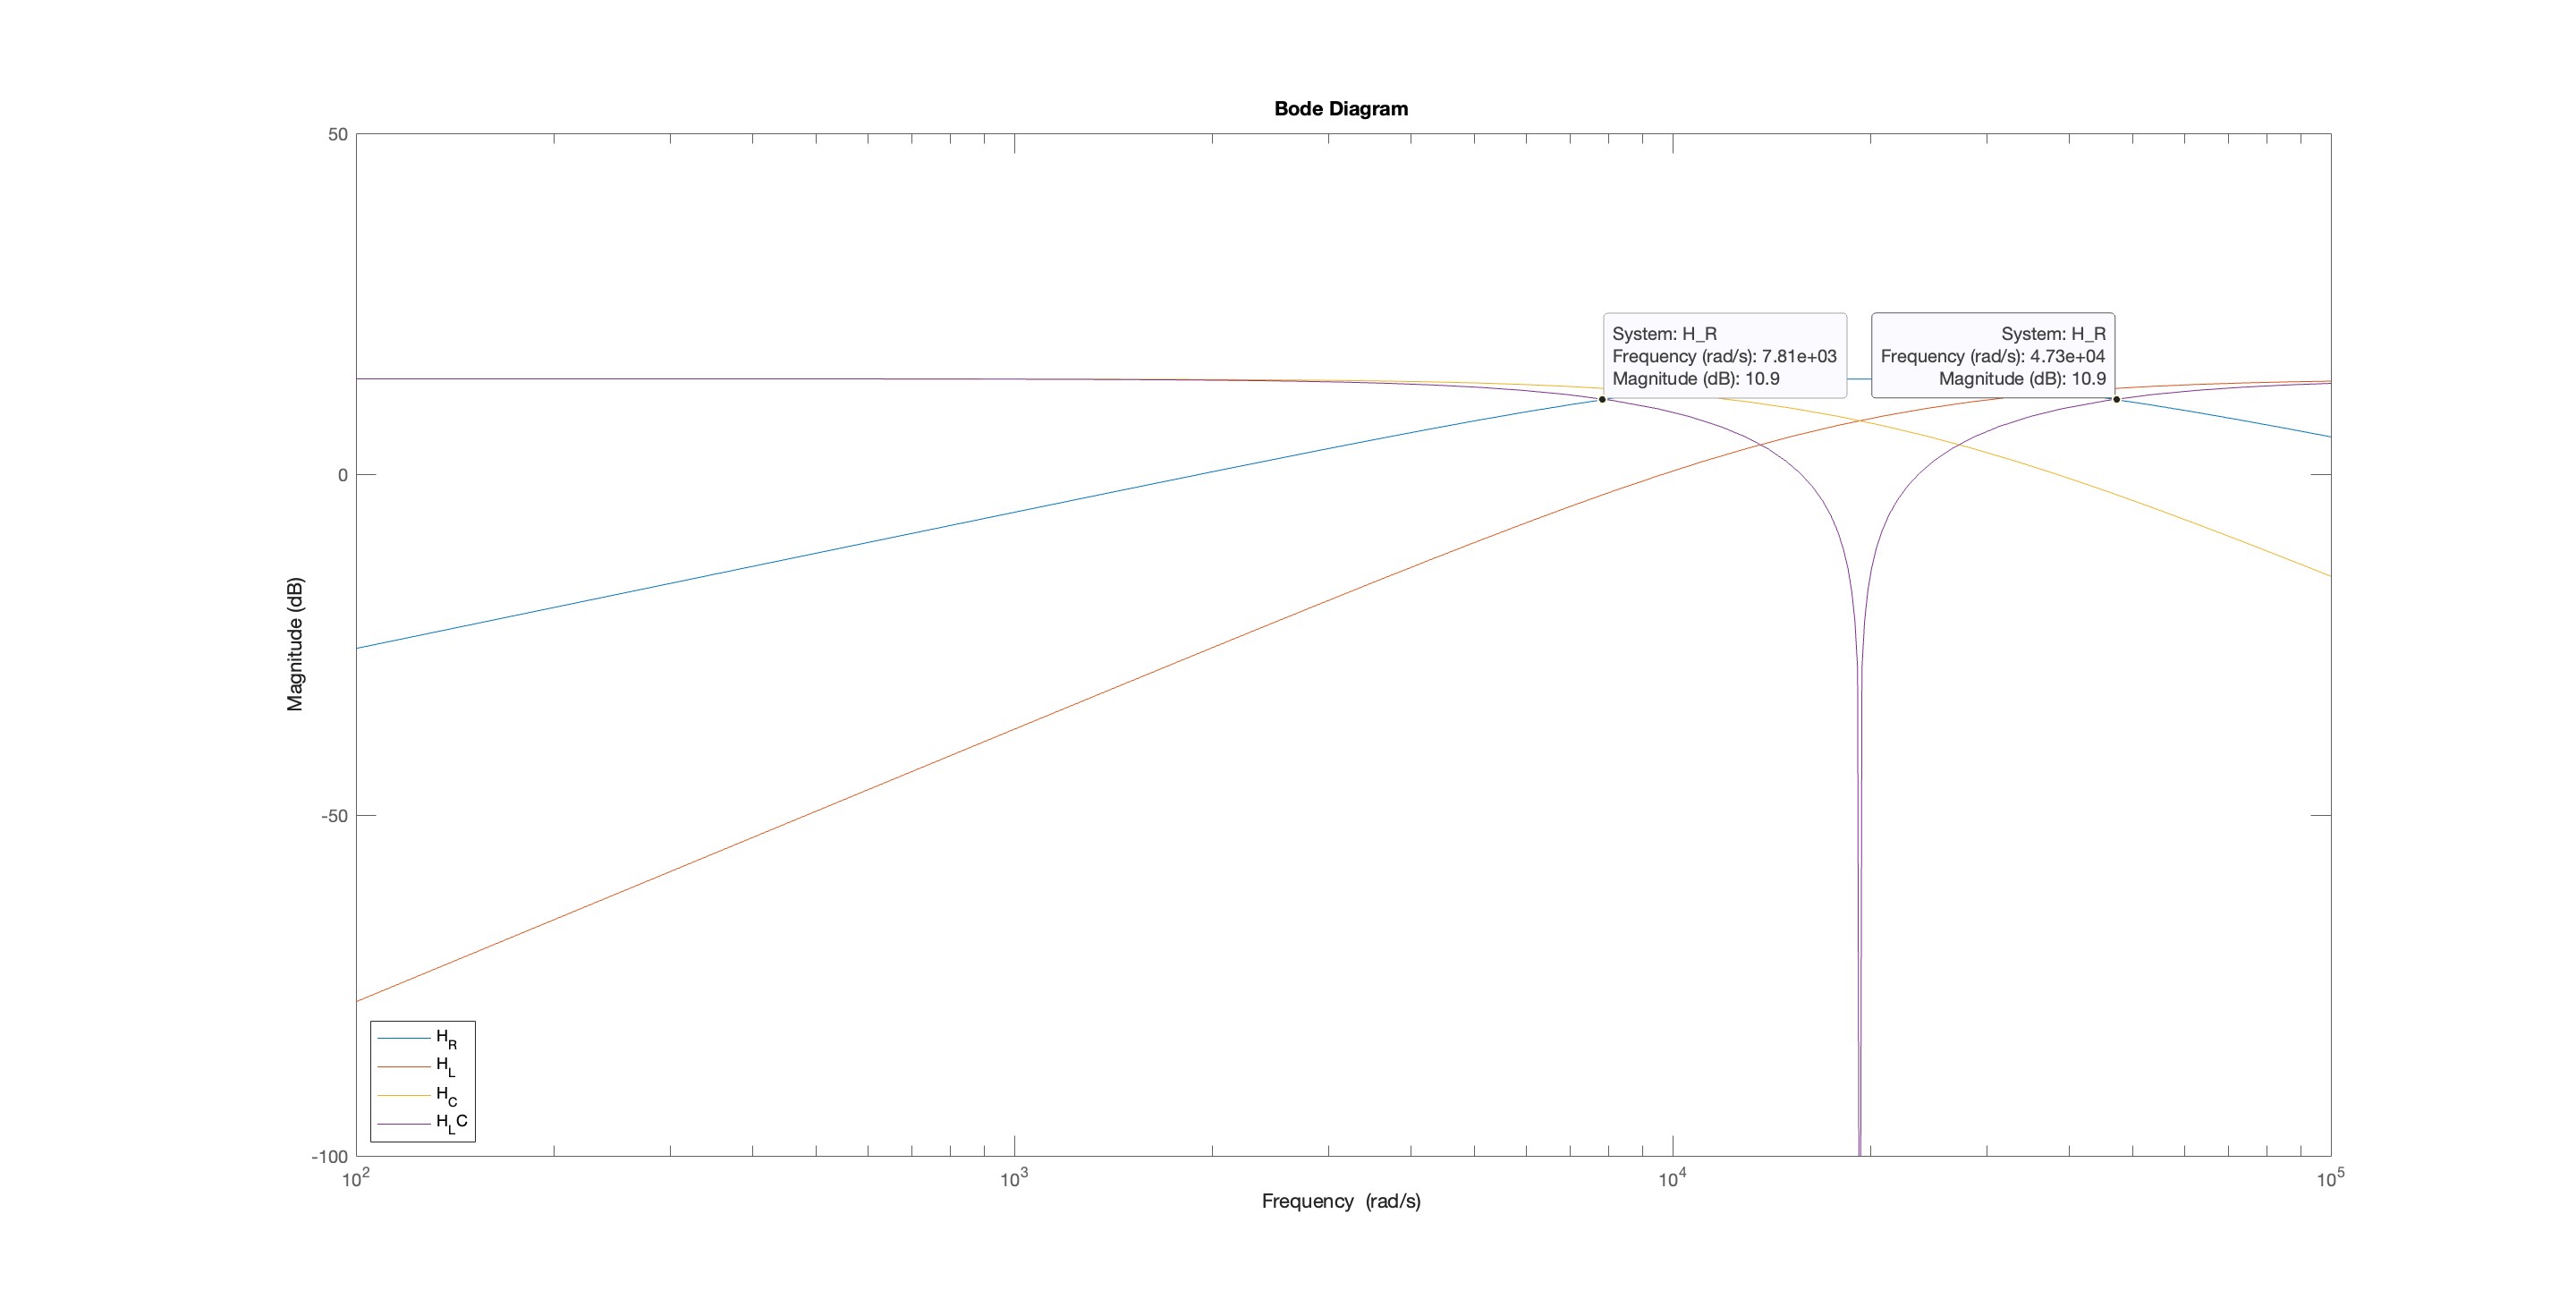 Bode Diagram
50
System: H_R
Frequency (rad/s): 7.81e+03
Magnitude (dB): 10.9
System: H_R
Frequency (rad/s): 4.73e+04
Magnitude (dB): 10.9
0
Magnitude (dB)
-50
H_R
H_L
H_C
H_LC
-100
10^2
10^3
10^4
10^5
Frequency (rad/s)